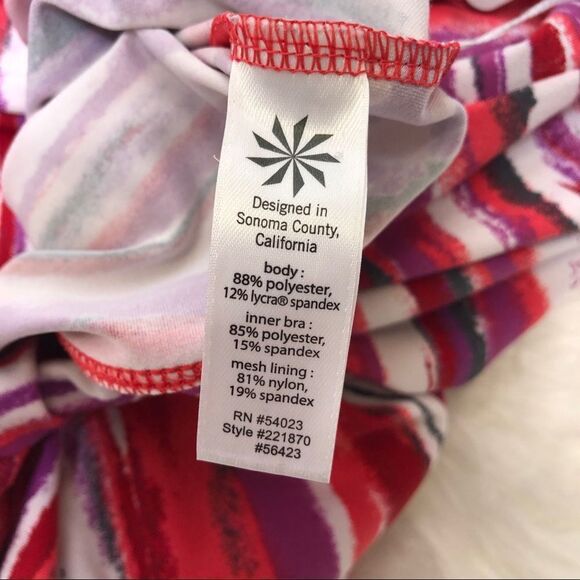 Designed in
Sonoma County,
California
body :
88% polyester,
12% lycra® spandex
inner bra :
85% polyester,
15% spandex
mesh lining :
81% nylon,
19% spandex
RN #54023
Style #221870
#56423